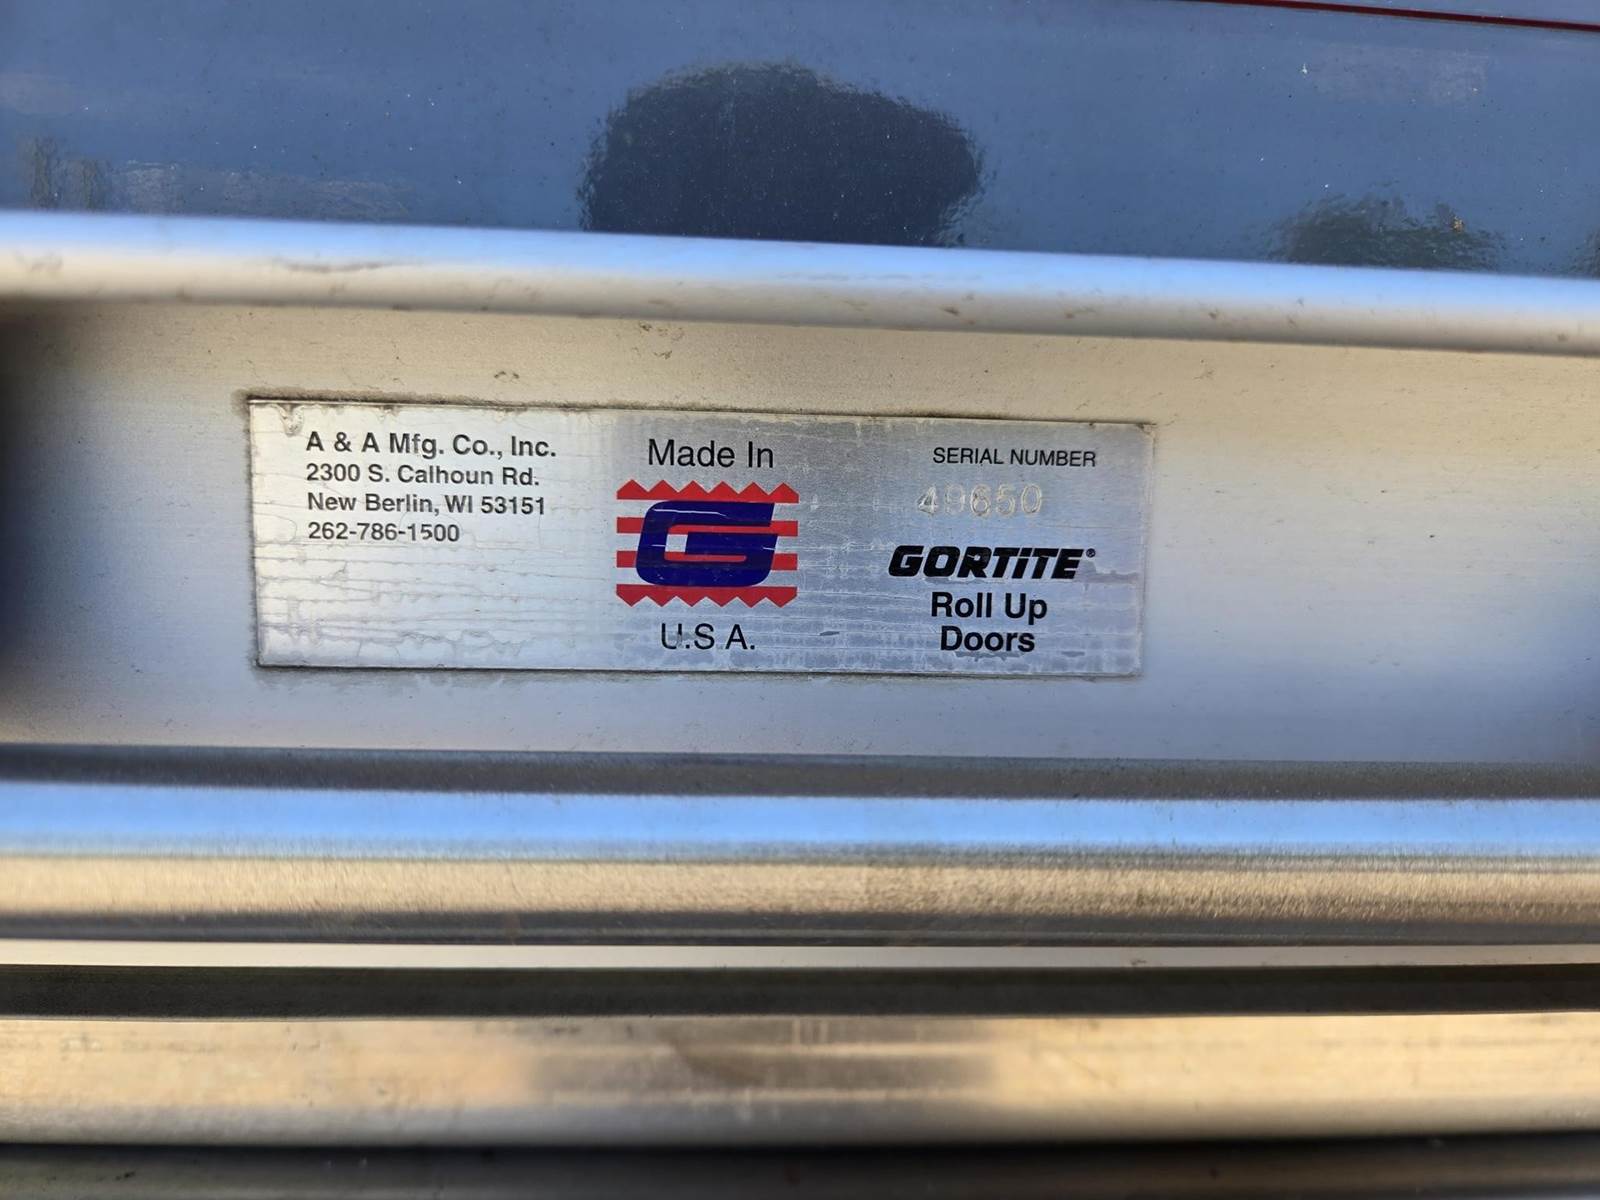 A & A Mfg. Co., Inc.
2300 S. Calhoun Rd.
New Berlin, WI 53151
262-786-1500
Made In
G
U.S.A.
SERIAL NUMBER
49650
GORTITE®
Roll Up
Doors